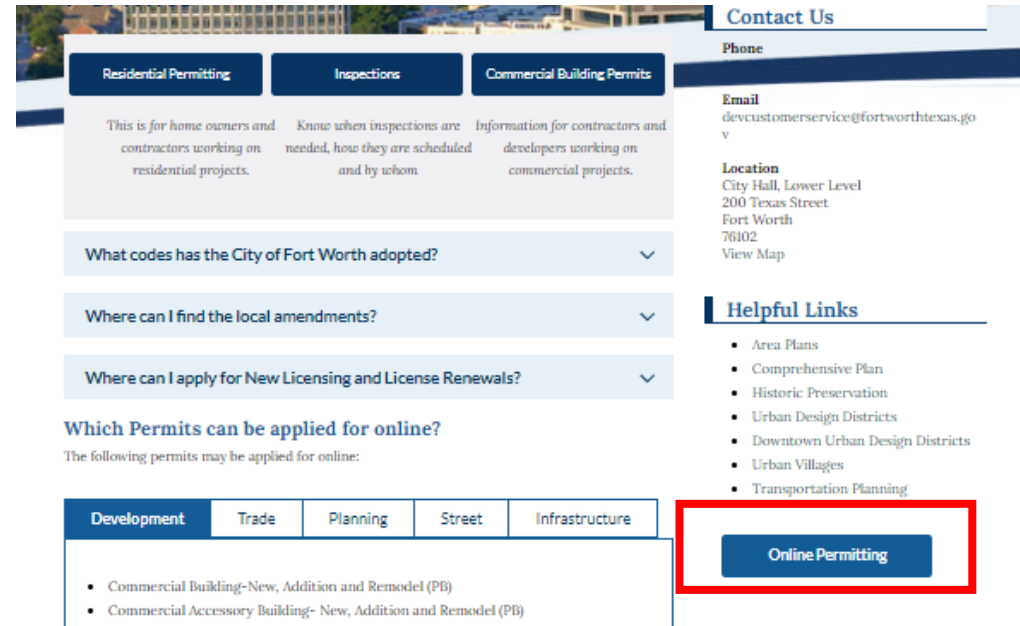 Residential Permitting
Inspections
Commercial Building Permits
This is for home owners and
contractors working on
residential projects.
Know when inspections are
needed, how they are scheduled
and by whom
Information for contractors and
developers working on
commercial projects.
What codes has the City of Fort Worth adopted?
Where can I find the local amendments?
Where can I apply for New Licensing and License Renewals?
Which Permits can be applied for online?
The following permits may be applied for online:
Development
Trade
Planning
Street
Infrastructure
Commercial Building-New, Addition and Remodel (PB)
Commercial Accessory Building- New, Addition and Remodel (PB)
Contact Us
Phone
Email
devcustomerservice@fortworthtexas.go
v
Location
City Hall, Lower Level
200 Texas Street
Fort Worth
76102
View Map
Helpful Links
Area Plans
Comprehensive Plan
Historic Preservation
Urban Design Districts
Downtown Urban Design Districts
Urban Villages
Transportation Planning
Online Permitting